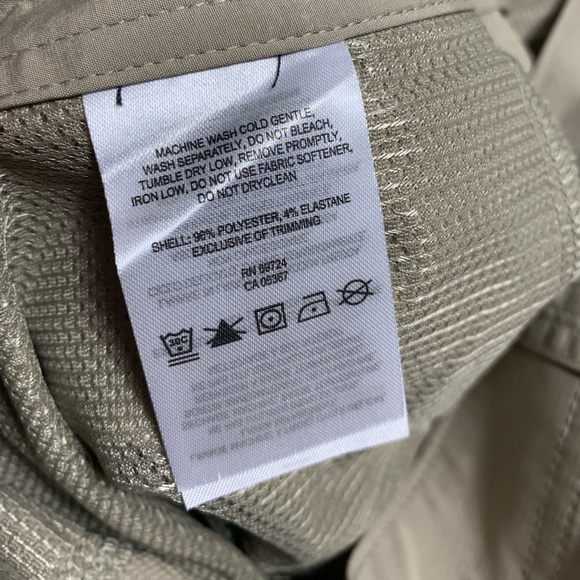 MACHINE WASH COLD GENTLE,
WASH SEPARATELY, DO NOT BLEACH,
TUMBLE DRY LOW, REMOVE PROMPTLY,
IRON LOW, DO NOT USE FABRIC SOFTENER,
DO NOT DRYCLEAN
SHELL: 96% POLYESTER, 4% ELASTANE
EXCLUSIVE OF TRIMMING
RN 69724
CA 05367
30C